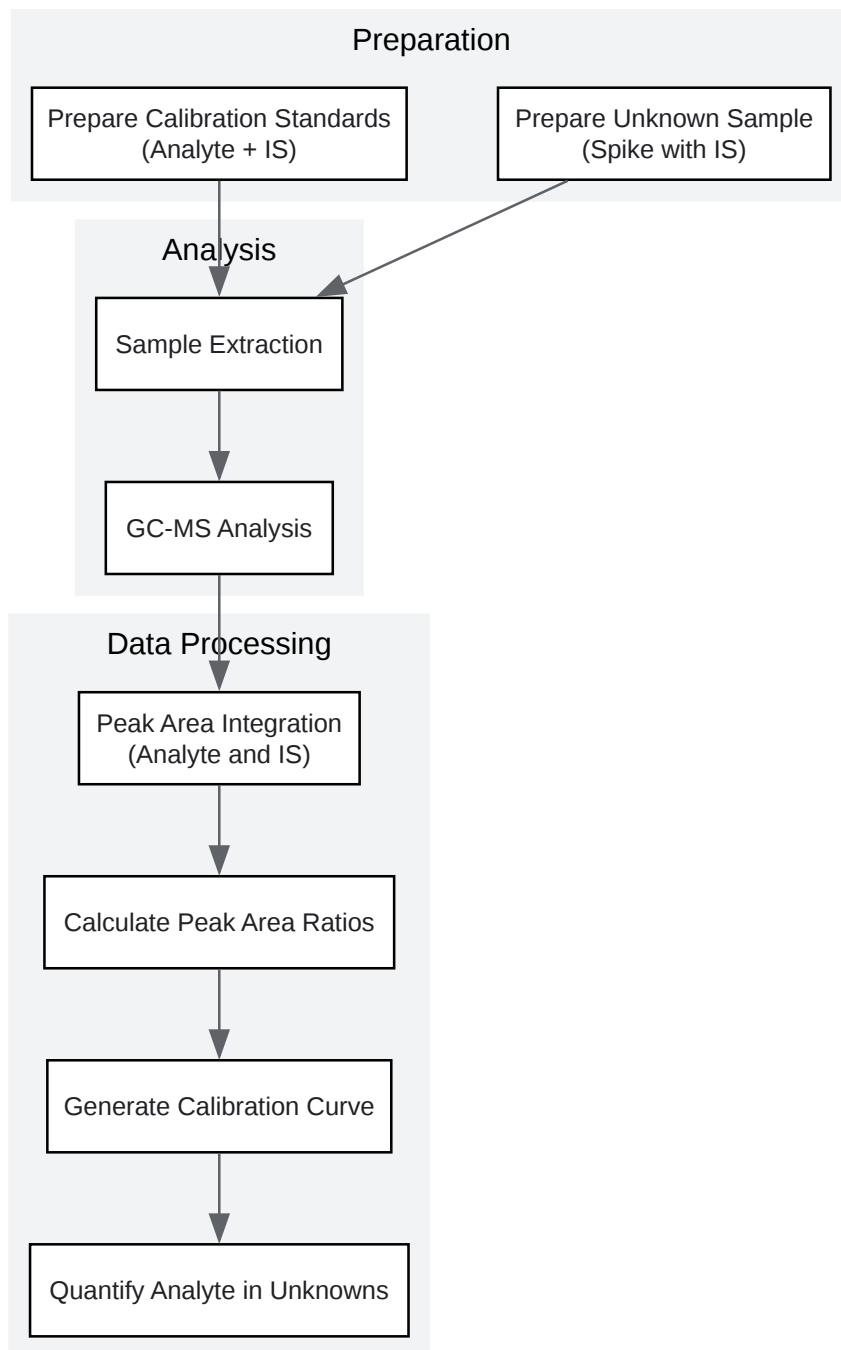 Preparation
Prepare Calibration Standards
(Analyte + IS)
Prepare Unknown Sample
(Spike with IS)
Analysis
Sample Extraction
GC-MS Analysis
Data Processing
Peak Area Integration
(Analyte and IS)
Calculate Peak Area Ratios
Generate Calibration Curve
Quantify Analyte in Unknowns